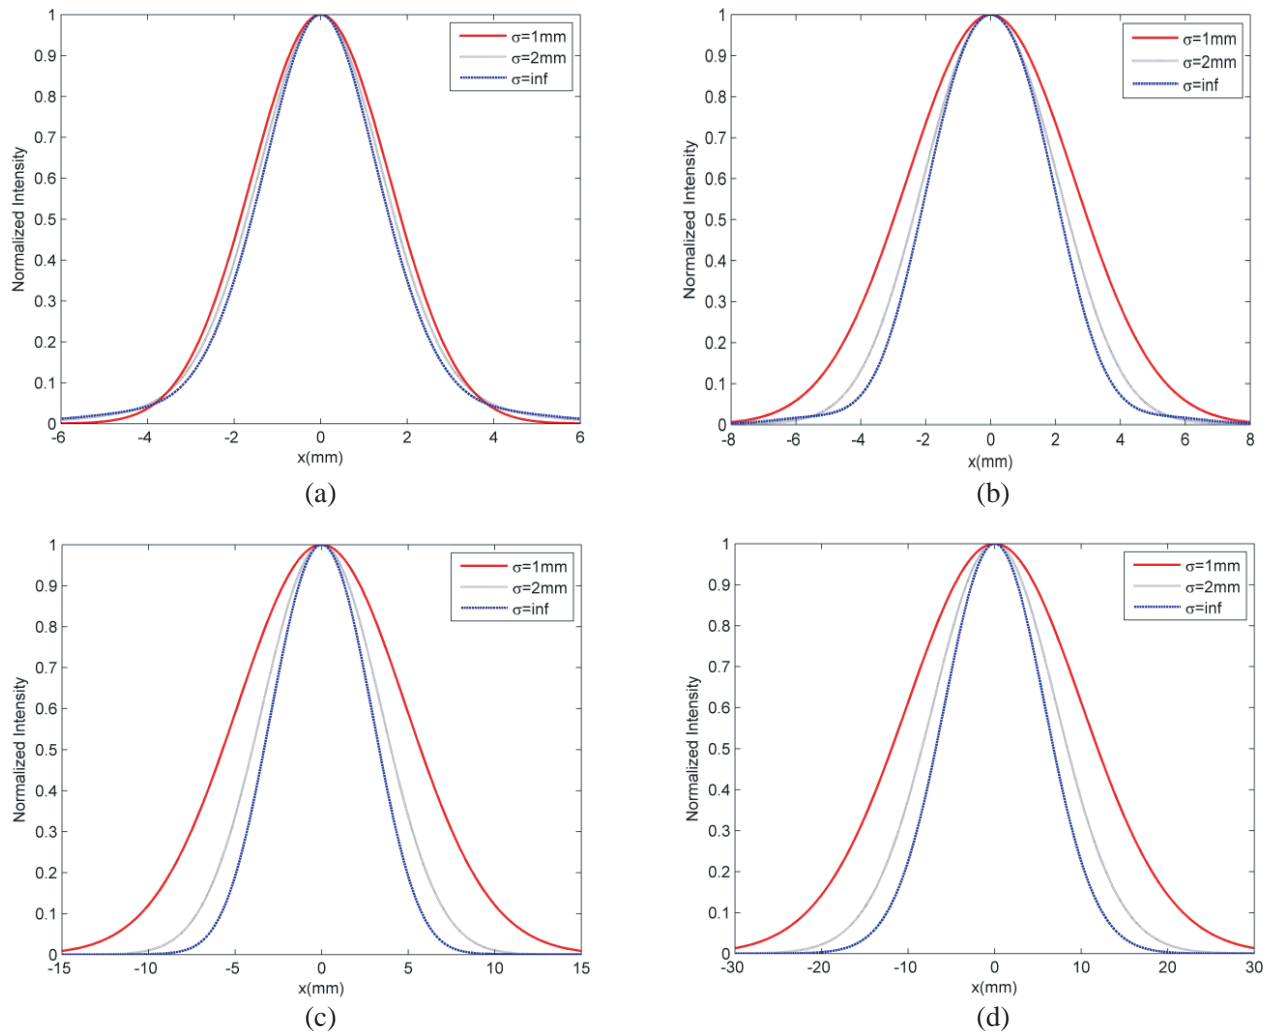 1
0.9
0.8
0.7
0.6
0.5
0.4
0.3
0.2
0.1
0
Normalized Intensity
σ=1mm
σ=2mm
σ=inf
-6 -4 -2 0 2 4 6
x(mm)
(a)
1
0.9
0.8
0.7
0.6
0.5
0.4
0.3
0.2
0.1
0
Normalized Intensity
σ=1mm
σ=2mm
σ=inf
-8 -6 -4 -2 0 2 4 6 8
x(mm)
(b)
1
0.9
0.8
0.7
0.6
0.5
0.4
0.3
0.2
0.1
0
Normalized Intensity
σ=1mm
σ=2mm
σ=inf
-15 -10 -5 0 5 10 15
x(mm)
(c)
1
0.9
0.8
0.7
0.6
0.5
0.4
0.3
0.2
0.1
0
Normalized Intensity
σ=1mm
σ=2mm
σ=inf
-30 -20 -10 0 10 20 30
x(mm)
(d)